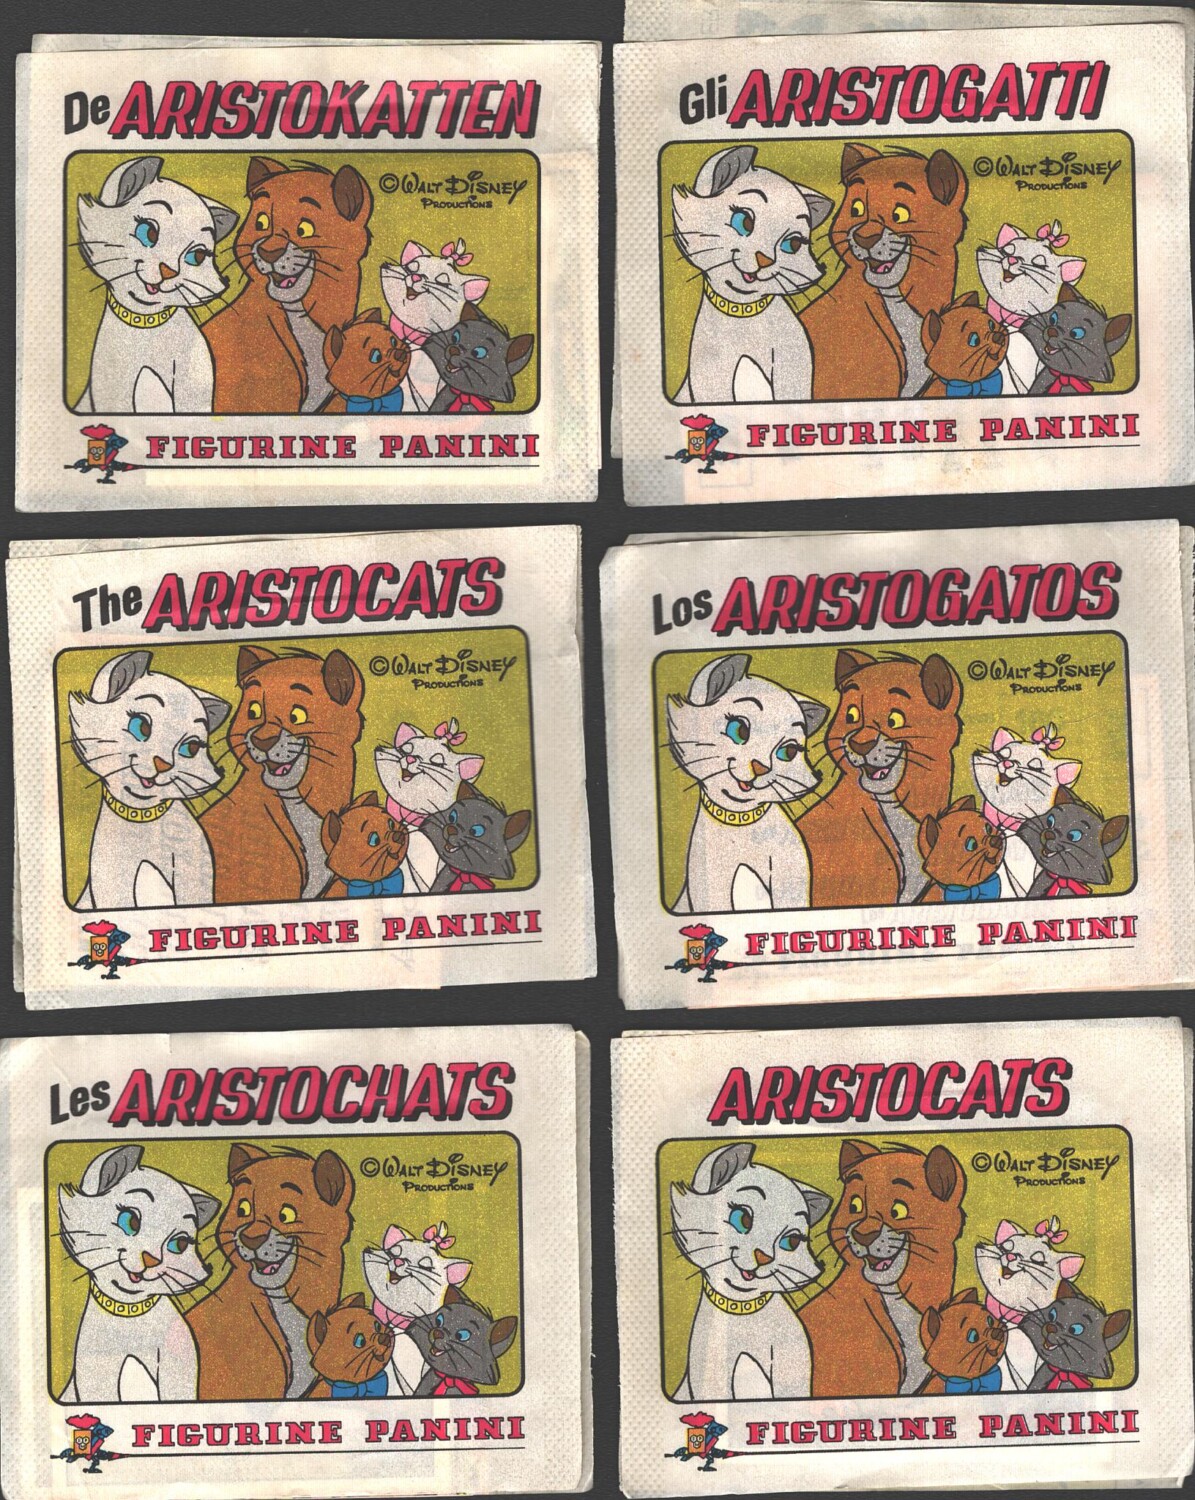 De ARISTOKATTEN
© WALT DISNEY
PRODUCTIONS
FIGURINE PANINI
Gli ARISTOGATTI
© WALT DISNEY
PRODUCTIONS
FIGURINE PANINI
The ARISTOCATS
© WALT DISNEY
PRODUCTIONS
FIGURINE PANINI
Los ARISTOGATOS
© WALT DISNEY
PRODUCTIONS
FIGURINE PANINI
Les ARISTOCHATS
© WALT DISNEY
PRODUCTIONS
FIGURINE PANINI
ARISTOCATS
© WALT DISNEY
PRODUCTIONS
FIGURINE PANINI